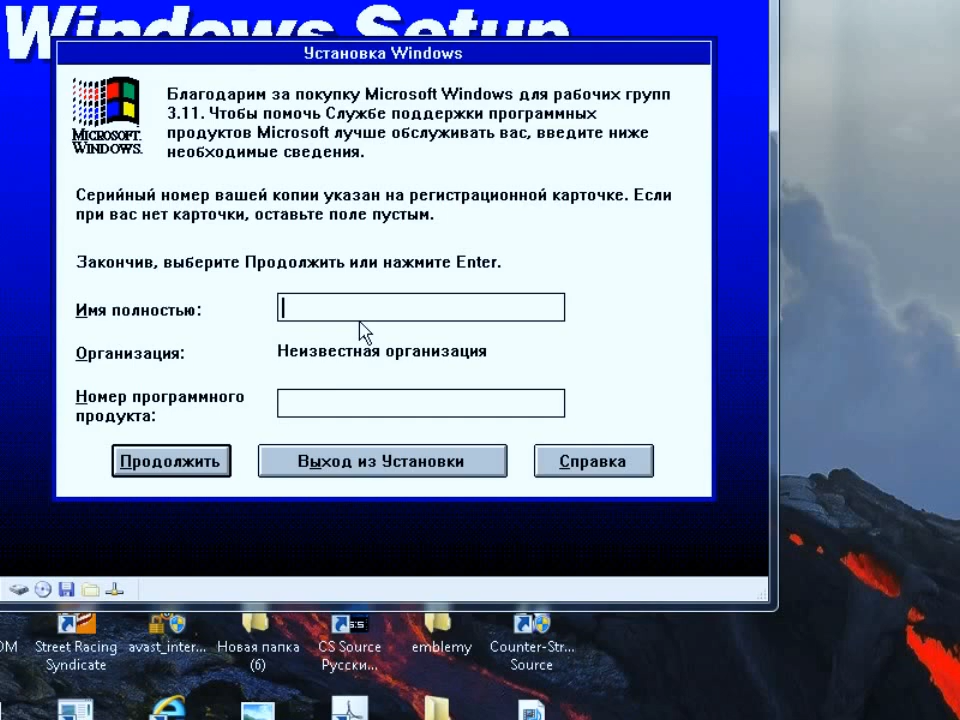 Windows Setup
Установка Windows
Благодарим за покупку Microsoft Windows для рабочих групп
3.11. Чтобы помочь Службе поддержки программных
продуктов Microsoft лучше обслуживать вас, введите ниже
необходимые сведения.
MICROSOFT.
WINDOWS.
Серийный номер вашей копии указан на регистрационной карточке. Если
при вас нет карточки, оставьте поле пустым.
Закончив, выберите Продолжить или нажмите Enter.
Имя полностью:
Организация:
Неизвестная организация
Номер программного
продукта:
Продолжить
Выход из Установки
Справка
OM
Street Racing
Syndicate
avast_inter...
Новая папка
(6)
CS Source
Русски...
emblemy
Counter-Str...
Source